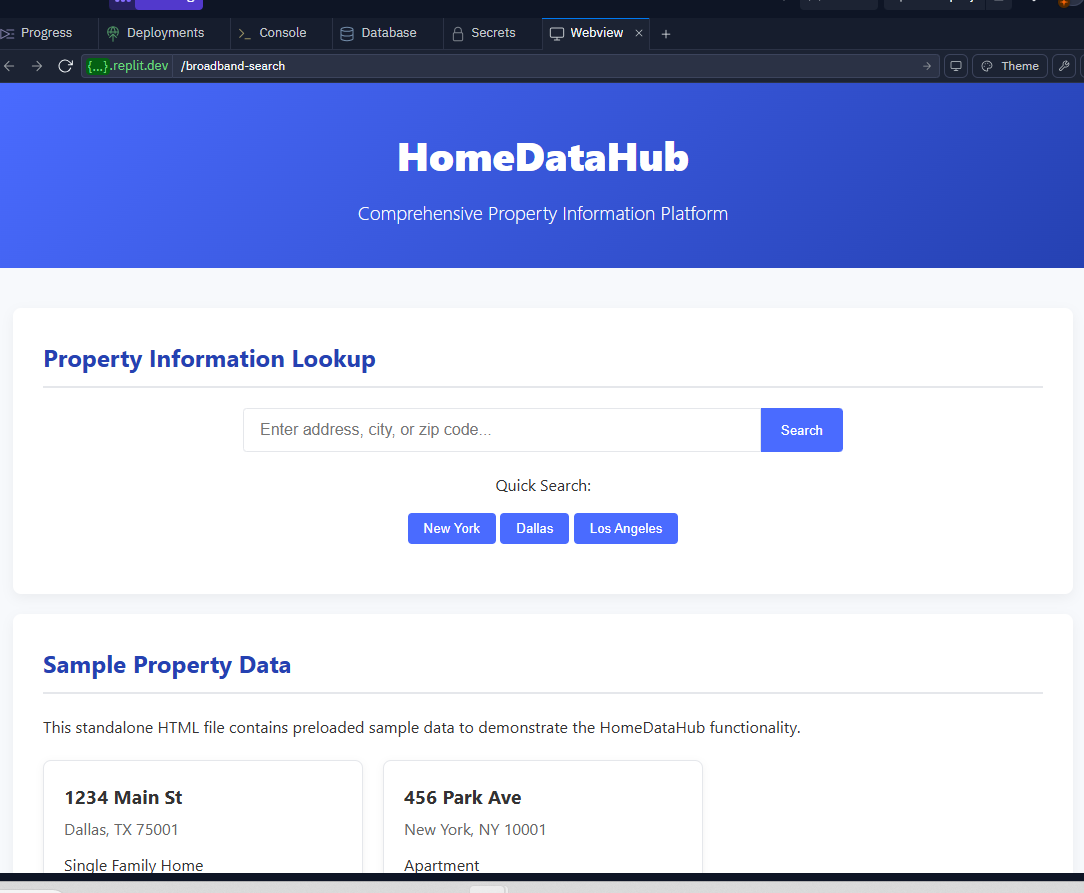 Progress
Deployments
Console
Database
Secrets
Webview
{...}.replit.dev /broadband-search
Theme
HomeDataHub
Comprehensive Property Information Platform
Property Information Lookup
Enter address, city, or zip code...
Search
Quick Search:
New York
Dallas
Los Angeles
Sample Property Data
This standalone HTML file contains preloaded sample data to demonstrate the HomeDataHub functionality.
1234 Main St
Dallas, TX 75001
Single Family Home
456 Park Ave
New York, NY 10001
Apartment